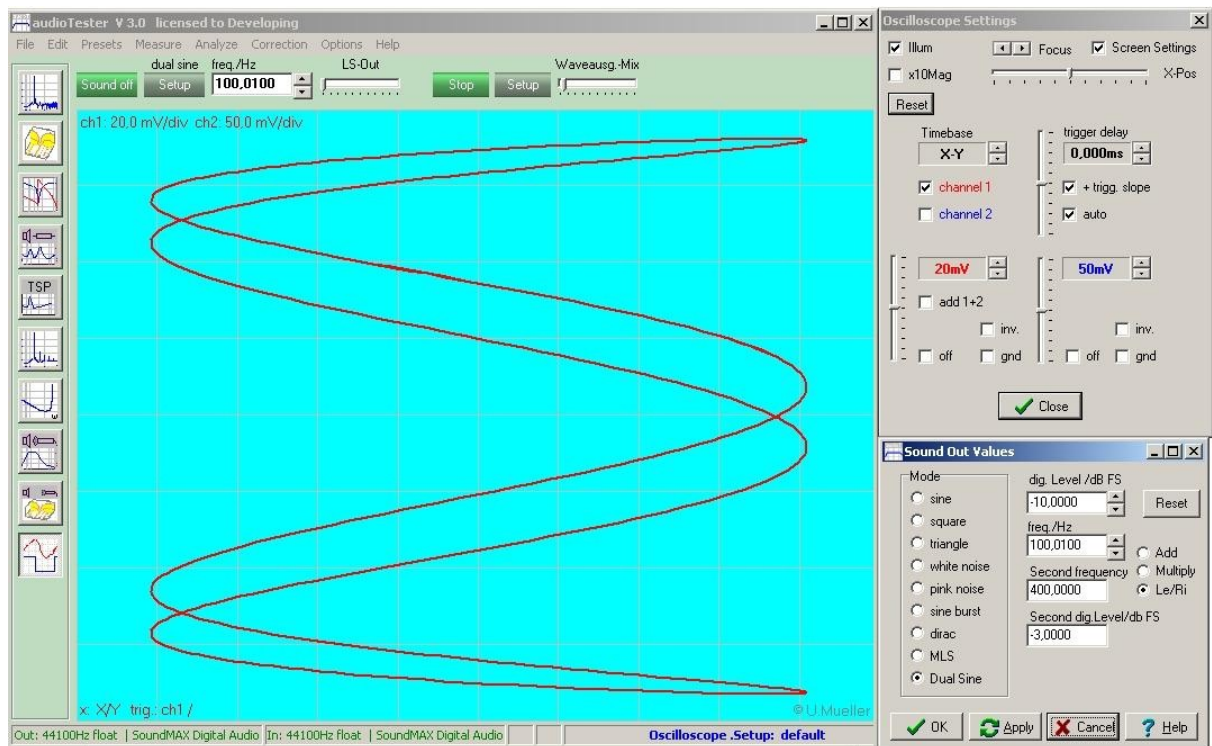 audioTester V 3.0 licensed to Developing
File Edit Presets Measure Analyze Correction Options Help
dual sine freq./Hz LS-Out Waveausg.-Mix
Sound off Setup 100,0100 Stop Setup
ch1: 20,0 mV/div ch2: 50,0 mV/div
TSP
ω
x: X/Y trig.: ch1 /
© U.Mueller
Out: 44100Hz float | SoundMAX Digital Audio In: 44100Hz float | SoundMAX Digital Audio Oscilloscope .Setup: default
Oscilloscope Settings
Illum Focus Screen Settings
x10Mag X-Pos
Reset
Timebase trigger delay
X-Y 0,000ms
channel 1 + trigg. slope
channel 2 auto
20mV 50mV
add 1+2
inv. inv.
off gnd off gnd
Close
Sound Out Values
Mode
sine
square
triangle
white noise
pink noise
sine burst
dirac
MLS
Dual Sine
dig. Level /dB FS
-10,0000 Reset
freq./Hz
100,0100
Add
Second frequency Multiply
400,0000 Le/Ri
Second dig.Level/db FS
-3,0000
OK Apply Cancel Help